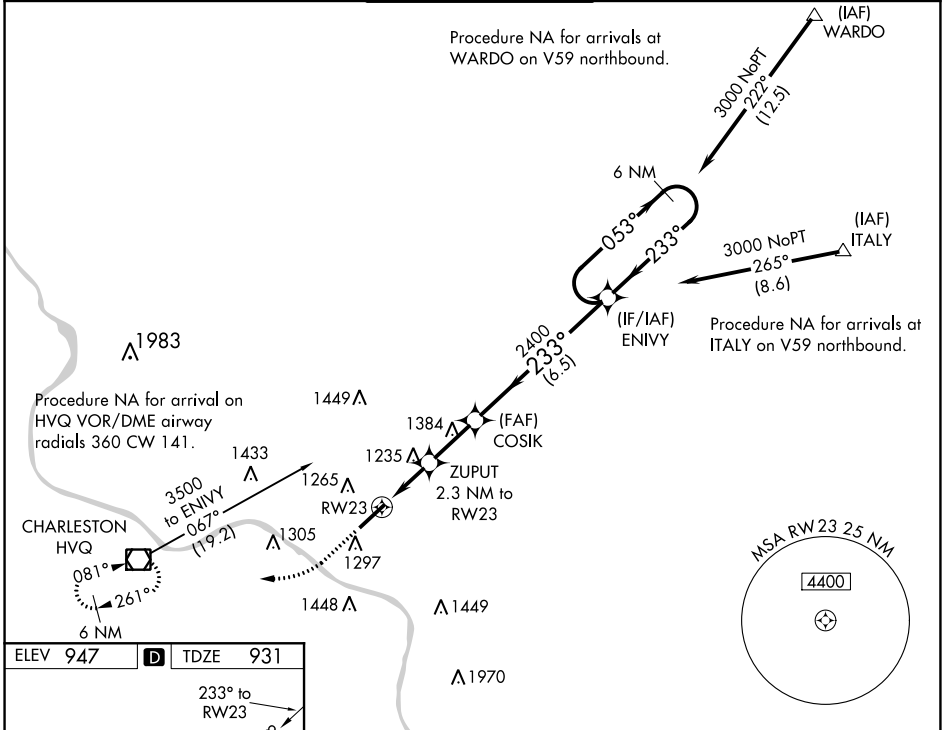 (IAF)
WARDO
Procedure NA for arrivals at
WARDO on V59 northbound.
3000 NoPT
222°
(12.5)
6 NM
053°
233°
(IAF)
ITALY
3000 NoPT
265°
(8.6)
(IF/IAF)
ENIVY
Procedure NA for arrivals at
ITALY on V59 northbound.
2400
233°
(6.5)
1983
Procedure NA for arrival on
HVQ VOR/DME airway
radials 360 CW 141.
1449
1384
(FAF)
COSIK
1235
1433
1265
ZUPUT
2.3 NM to
RW23
RW23
3500
to ENIVY
067°
(19.2)
CHARLESTON
HVQ
1305
1297
081°
261°
6 NM
1448
1449
MSA RW23 25 NM
4400
ELEV 947 D TDZE 931
1970
233° to
RW23